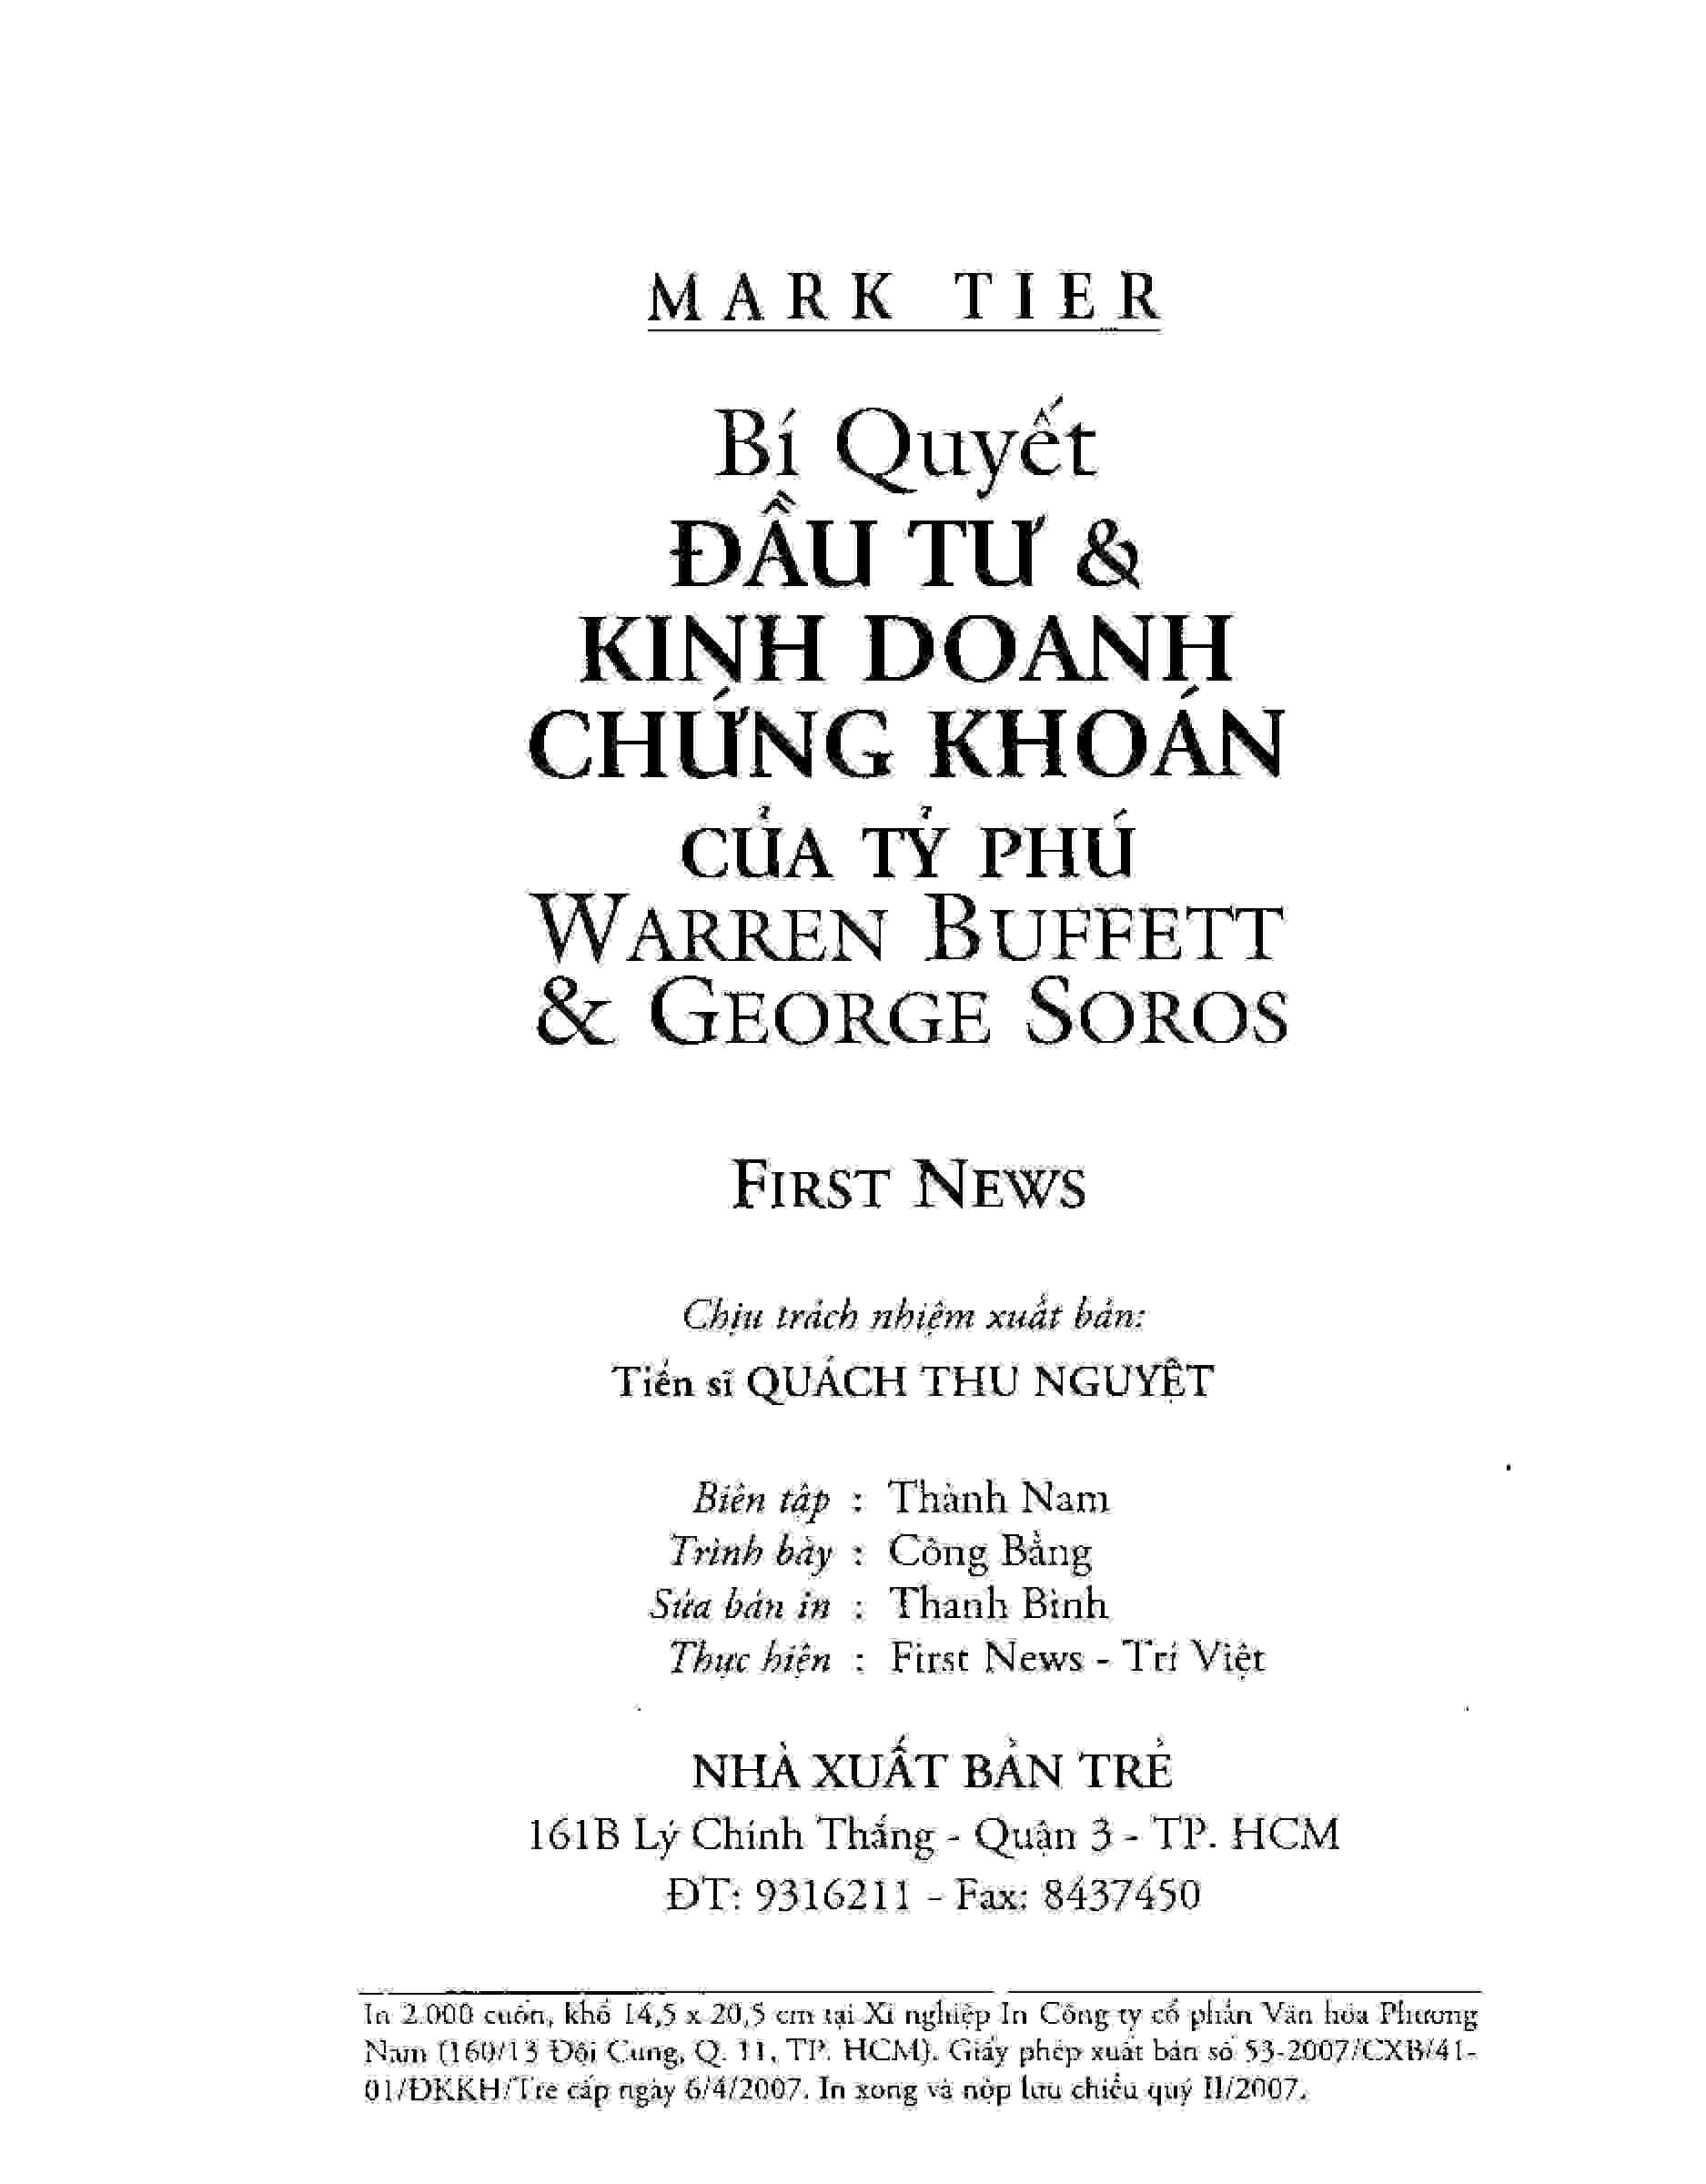 MARK TIER
Bí Quyết
ĐẦU TƯ &
KINH DOANH
CHỨNG KHOÁN
CỦA TỶ PHÚ
WARREN BUFFETT
& GEORGE SOROS
FIRST NEWS
Chịu trách nhiệm xuất bản:
Tiến sĩ QUÁCH THU NGUYỆT
Biên tập : Thành Nam
Trình bày : Công Bằng
Sửa bản in : Thanh Bình
Thực hiện : First News - Trí Việt
NHÀ XUẤT BẢN TRẺ
161B Lý Chính Thắng - Quận 3 - TP. HCM
ĐT: 9316211 - Fax: 8437450
In 2.000 cuốn, khổ 14,5 x 20,5 cm tại Xí nghiệp In Công ty cổ phần Văn hóa Phương
Nam (160/13 Đội Cung, Q. 11, TP. HCM). Giấy phép xuất bản số 53-2007/CXB/41-
01/ĐKKH/Trẻ cấp ngày 6/4/2007. In xong và nộp lưu chiểu quý II/2007.